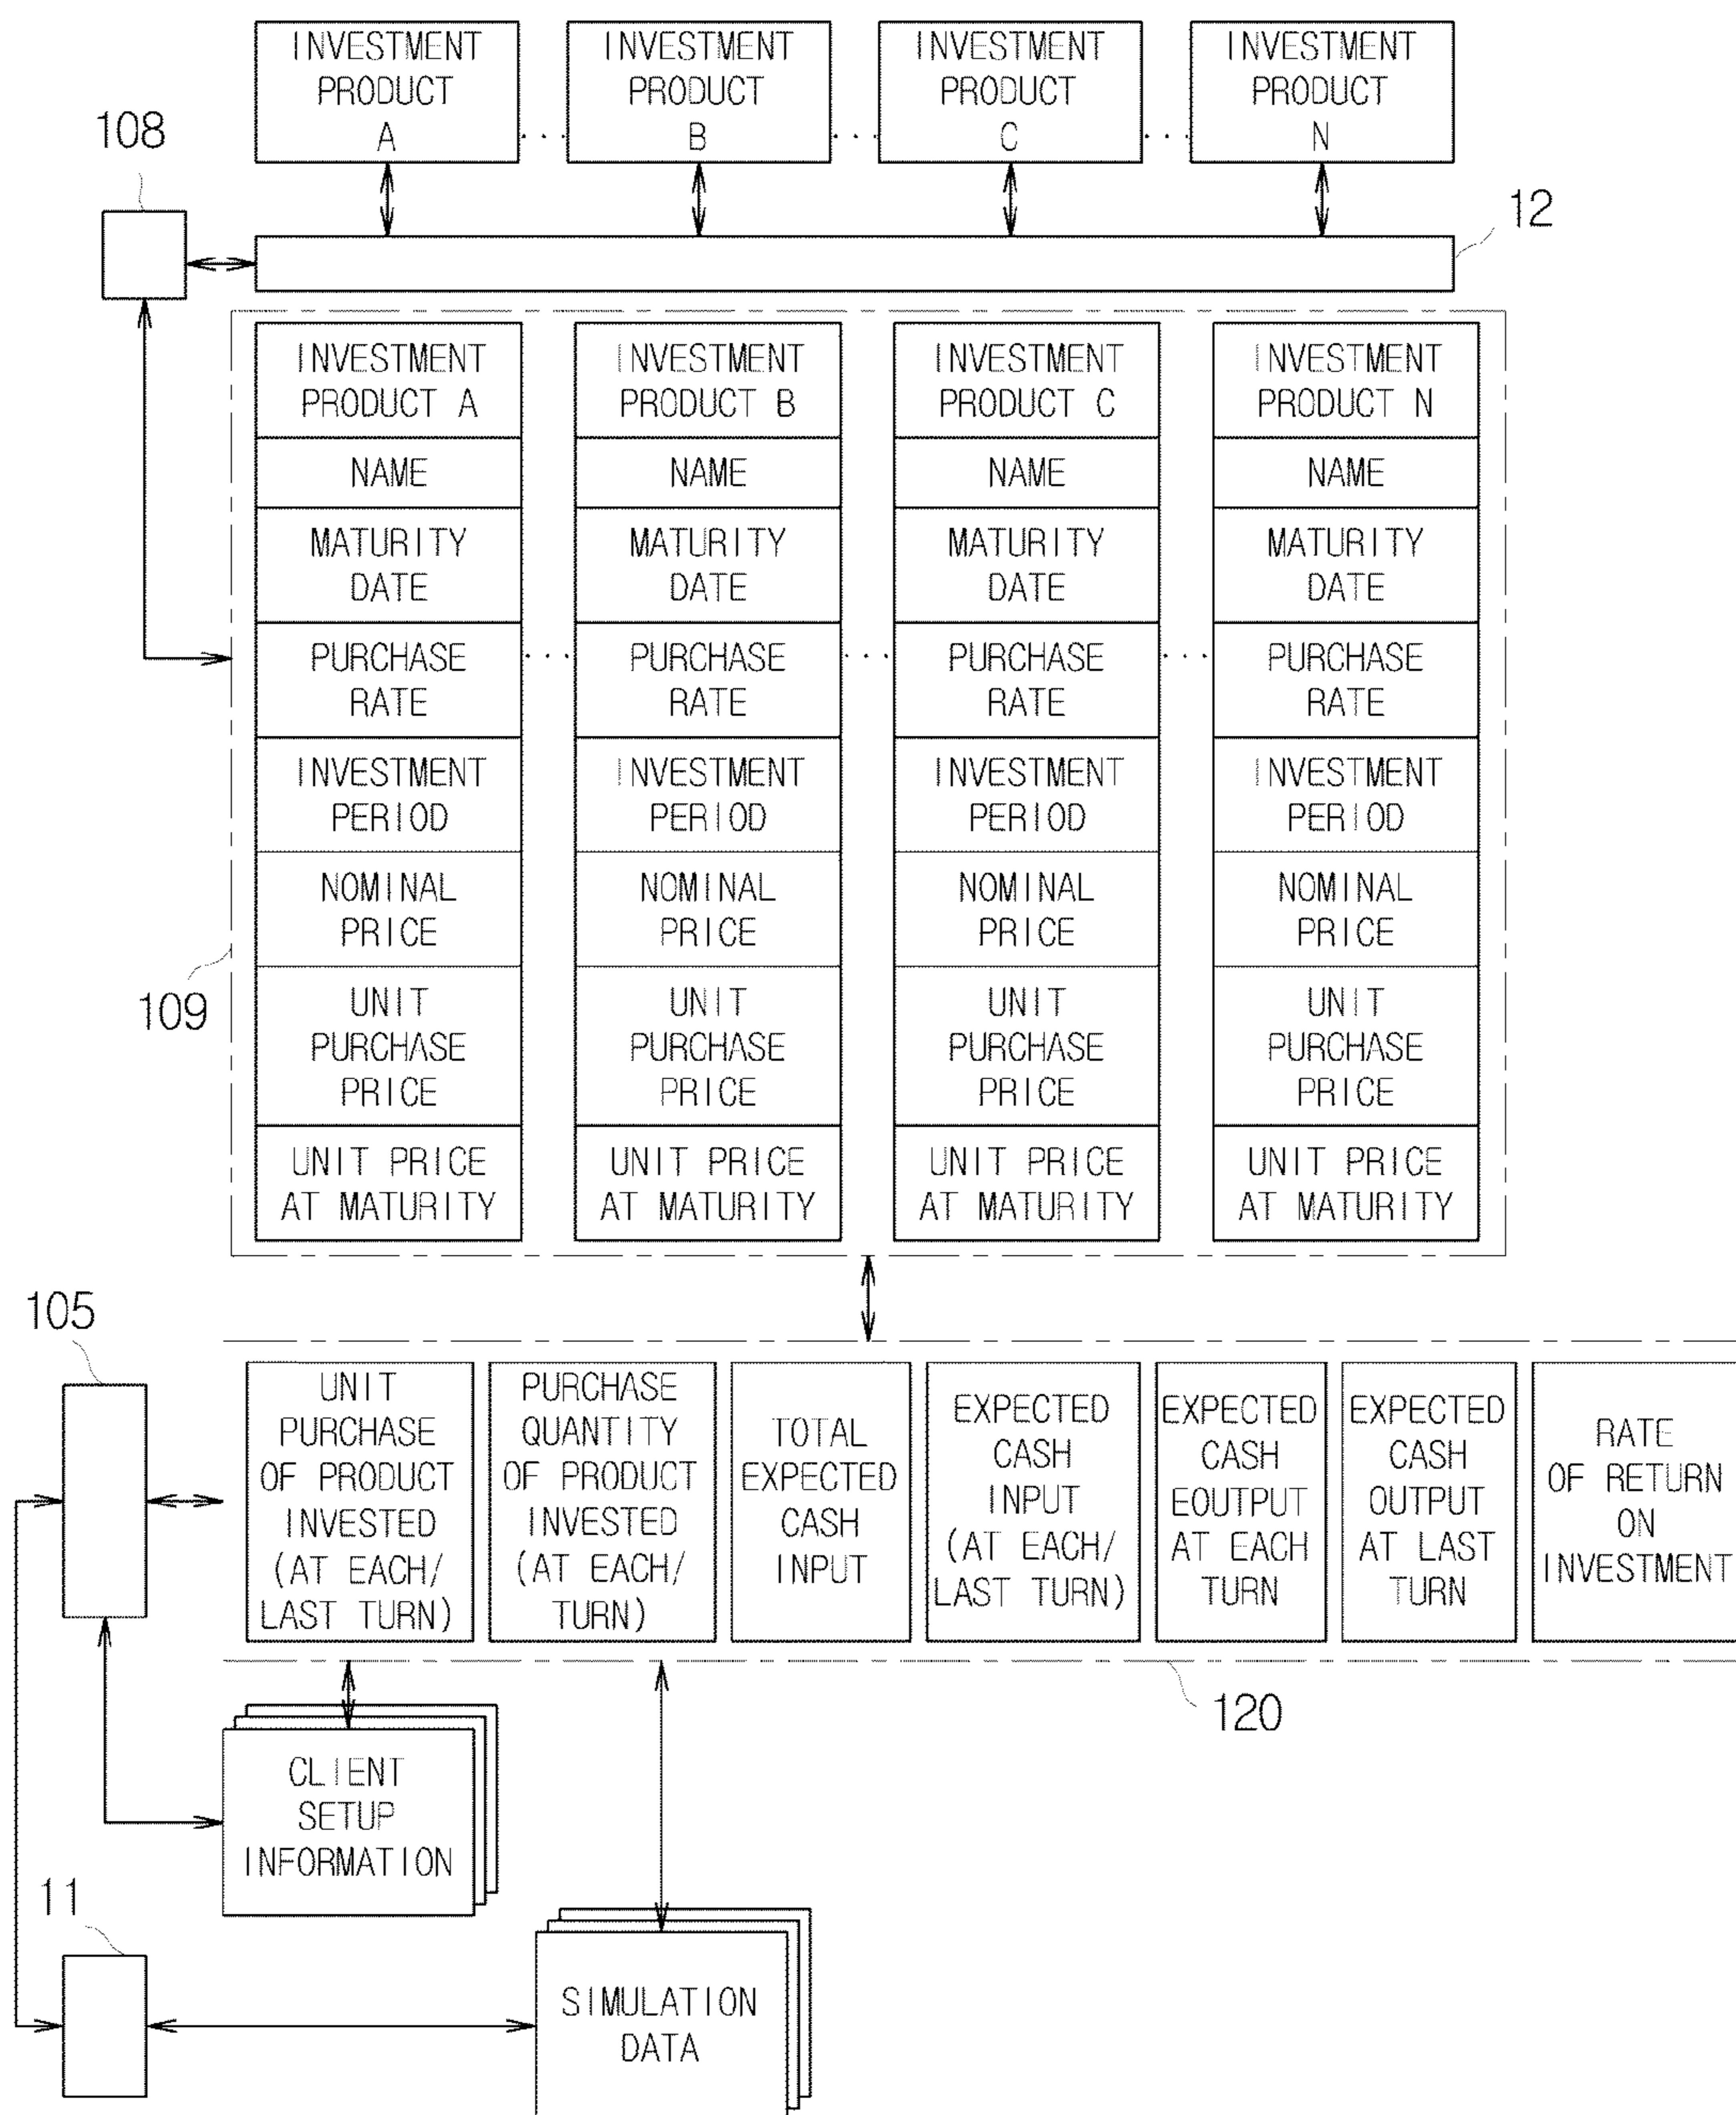 INVESTMENT
PRODUCT
A
INVESTMENT
PRODUCT
B
INVESTMENT
PRODUCT
C
INVESTMENT
PRODUCT
N
108
12
INVESTMENT
PRODUCT A
NAME
MATURITY
DATE
PURCHASE
RATE
INVESTMENT
PERIOD
NOMINAL
PRICE
UNIT
PURCHASE
PRICE
UNIT PRICE
AT MATURITY
INVESTMENT
PRODUCT B
NAME
MATURITY
DATE
PURCHASE
RATE
INVESTMENT
PERIOD
NOMINAL
PRICE
UNIT
PURCHASE
PRICE
UNIT PRICE
AT MATURITY
INVESTMENT
PRODUCT C
NAME
MATURITY
DATE
PURCHASE
RATE
INVESTMENT
PERIOD
NOMINAL
PRICE
UNIT
PURCHASE
PRICE
UNIT PRICE
AT MATURITY
INVESTMENT
PRODUCT N
NAME
MATURITY
DATE
PURCHASE
RATE
INVESTMENT
PERIOD
NOMINAL
PRICE
UNIT
PURCHASE
PRICE
UNIT PRICE
AT MATURITY
109
105
UNIT
PURCHASE
OF PRODUCT
INVESTED
(AT EACH/
LAST TURN)
PURCHASE
QUANTITY
OF PRODUCT
INVESTED
(AT EACH/
TURN)
TOTAL
EXPECTED
CASH
INPUT
EXPECTED
CASH
INPUT
(AT EACH/
LAST TURN)
EXPECTED
CASH
EOUTPUT
AT EACH
TURN
EXPECTED
CASH
OUTPUT
AT LAST
TURN
RATE
OF RETURN
ON
INVESTMENT
120
CLIENT
SETUP
INFORMATION
11
SIMULATION
DATA